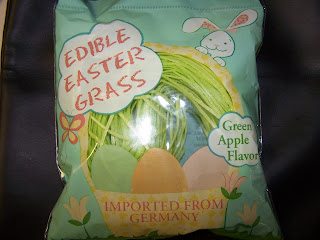 EDIBLE
EASTER
GRASS
Green
Apple
Flavor
IMPORTED FROM
GERMANY